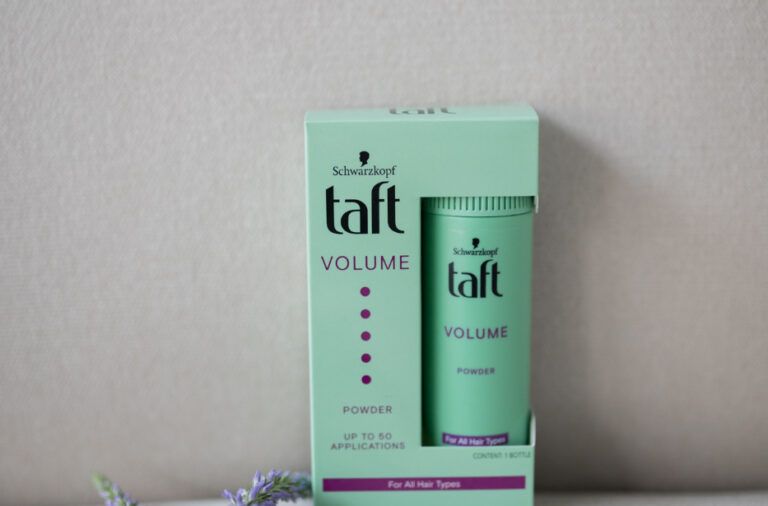 taft
Schwarzkopf
taft
VOLUME
POWDER
UP TO 50
APPLICATIONS
For All Hair Types
Schwarzkopf
taft
VOLUME
POWDER
For All Hair Types
CONTENT: 1 BOTTLE